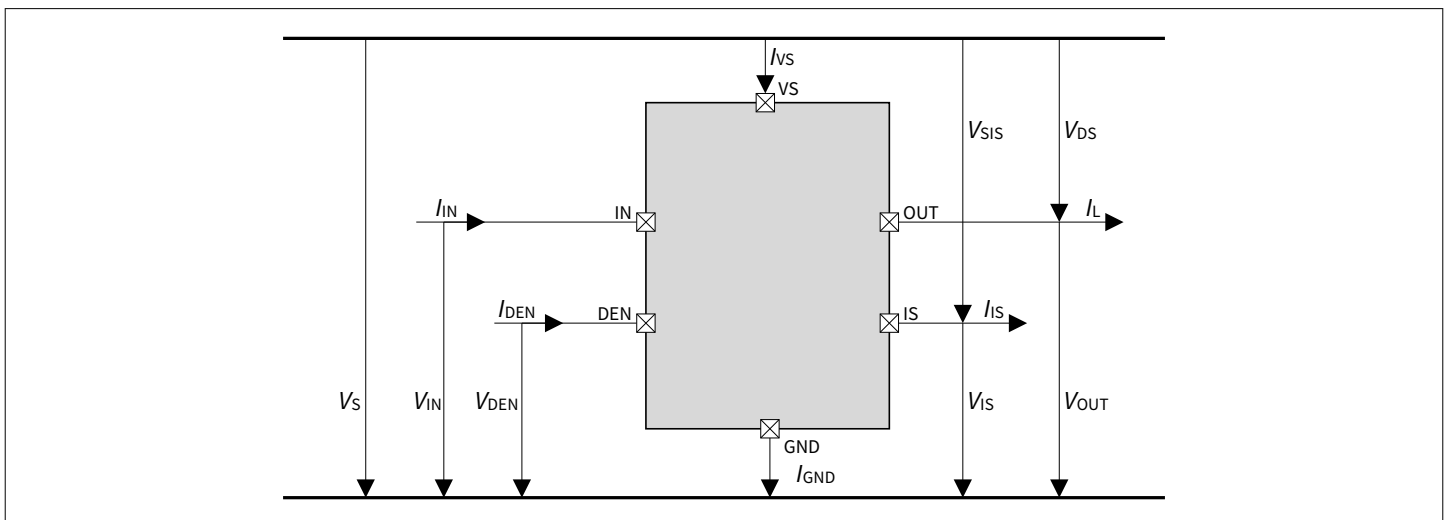 IVS
VS
VSIS
VDS
IIN
IN
OUT
IL
IDEN
DEN
IS
IIS
VS
VIN
VDEN
VIS
VOUT
GND
IGND